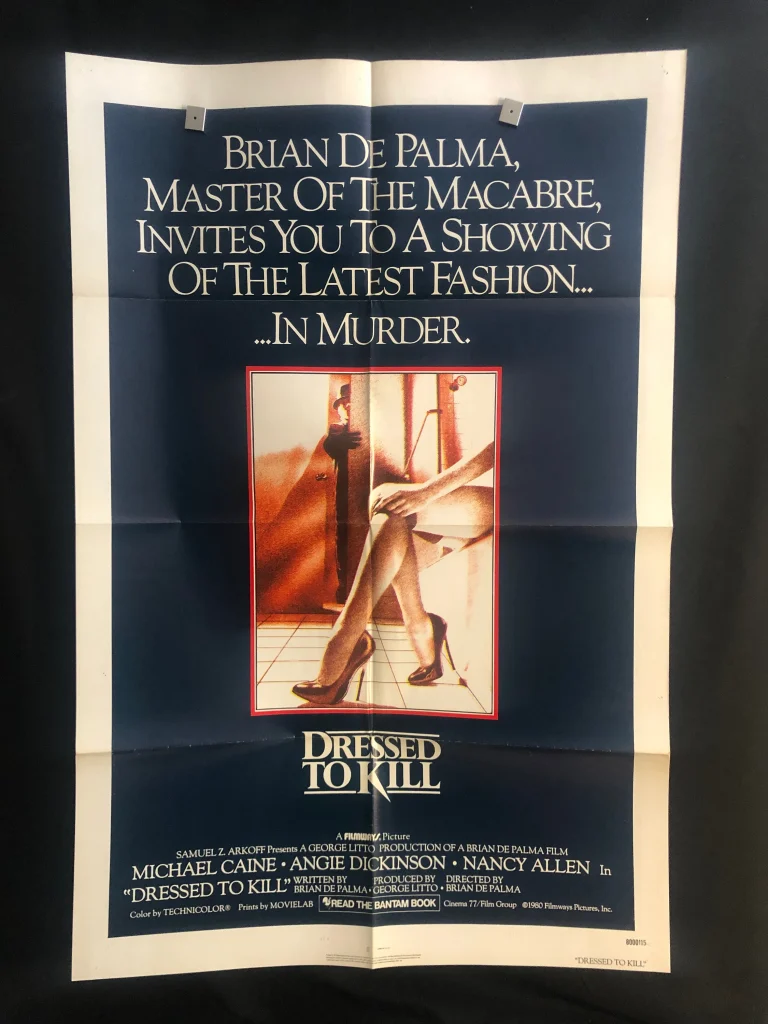 BRIAN DE PALMA,
MASTER OF THE MACABRE,
INVITES YOU TO A SHOWING
OF THE LATEST FASHION...
...IN MURDER.
DRESSED
TO KILL
A FILMWAYS Picture
SAMUEL Z. ARKOFF Presents A GEORGE LITTO PRODUCTION OF A BRIAN DE PALMA FILM
MICHAEL CAINE • ANGIE DICKINSON • NANCY ALLEN In
"DRESSED TO KILL" WRITTEN BY BRIAN DE PALMA • PRODUCED BY GEORGE LITTO • DIRECTED BY BRIAN DE PALMA
Color by TECHNICOLOR® Prints by MOVIELAB READ THE BANTAM BOOK Cinema 77/Film Group ©1980 Filmways Pictures, Inc.
800015
"DRESSED TO KILL"